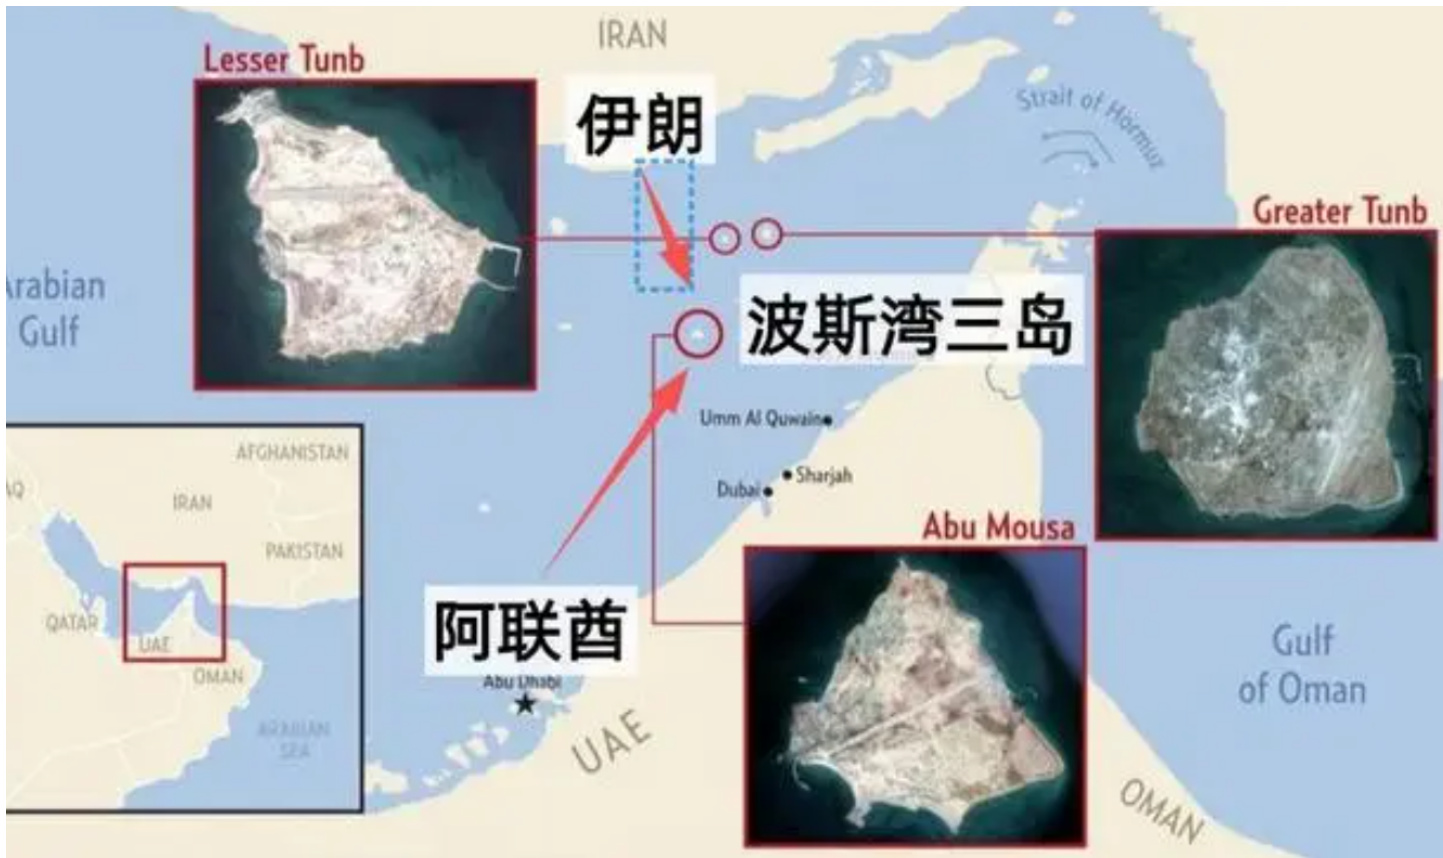 IRAN
Lesser Tunb
伊朗
Strait of Hormuz
Greater Tunb
Arabian
Gulf
波斯湾三岛
Umm Al Quwain
Sharjah
Dubai
AFGHANISTAN
IRAN
PAKISTAN
QATAR
UAE
OMAN
ARABIAN
SEA
Abu Mousa
阿联酋
Abu Dhabi
UAE
Gulf
of Oman
OMAN